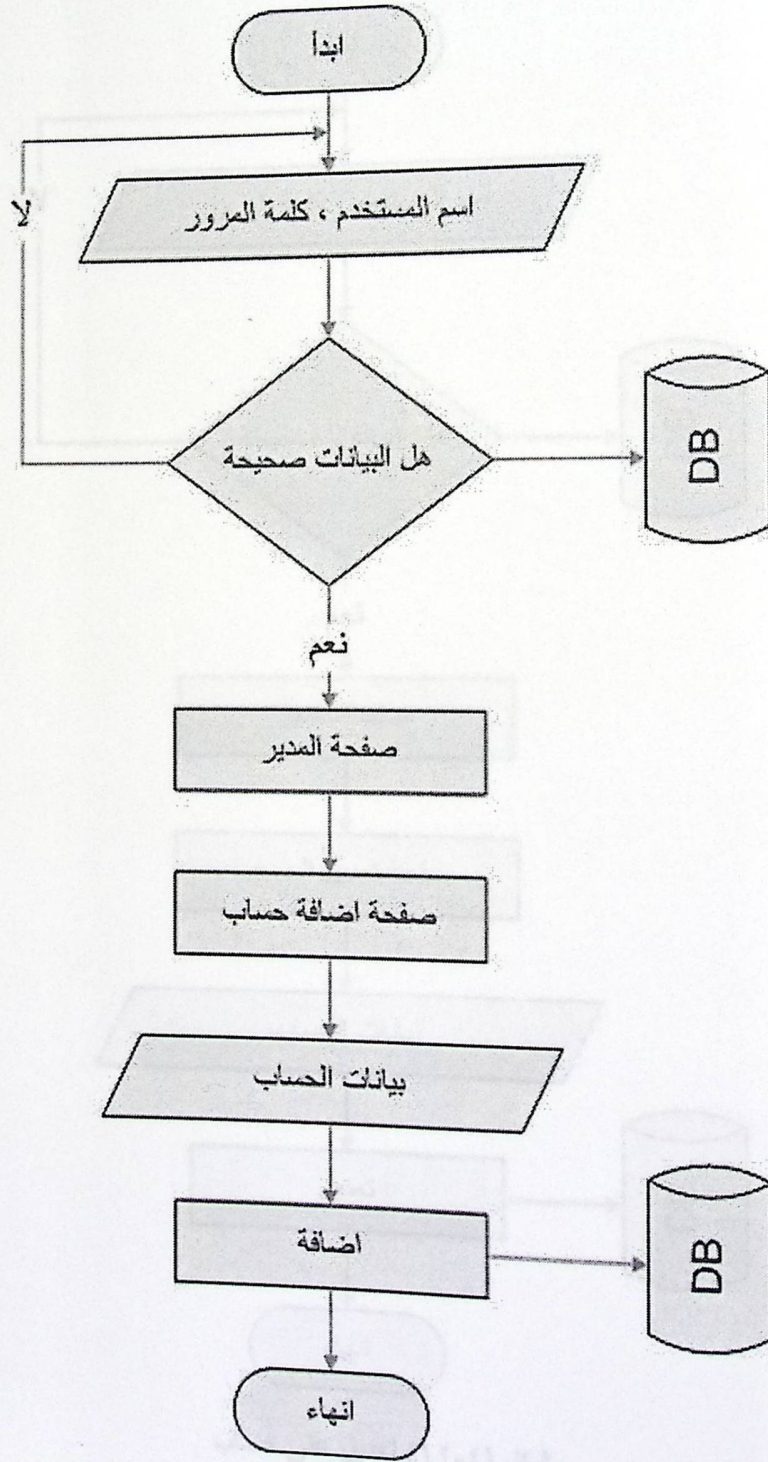 ابدأ
اسم المستخدم ، كلمة المرور
لا
هل البيانات صحيحة
DB
نعم
صفحة المدير
صفحة اضافة حساب
بيانات الحساب
اضافة
DB
انهاء